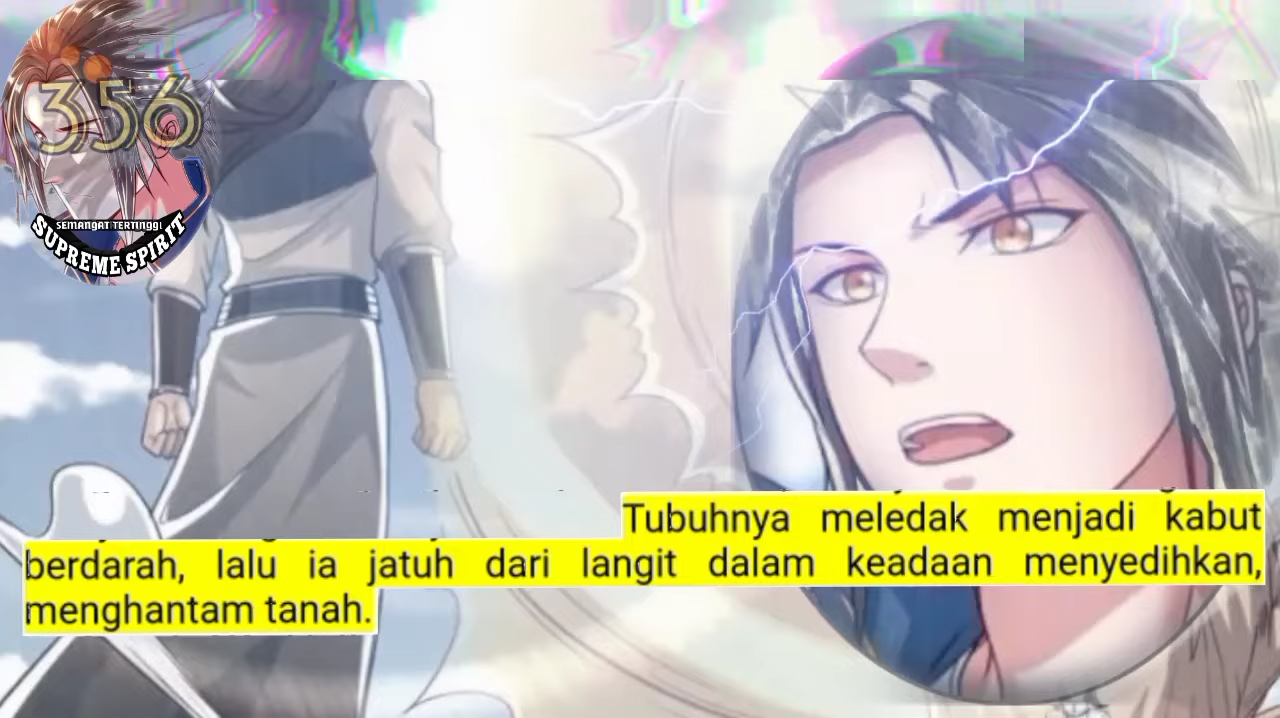 356
SEMANGAT TERTINGGI
SUPREME SPIRIT
Tubuhnya meledak menjadi kabut
berdarah, lalu ia jatuh dari langit dalam keadaan menyedihkan,
menghantam tanah.